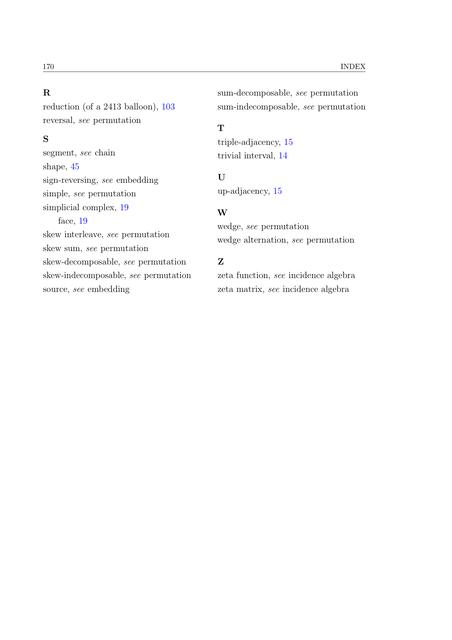 170 INDEX
R
reduction (of a 2413 balloon), 103
reversal, see permutation
S
segment, see chain
shape, 45
sign-reversing, see embedding
simple, see permutation
simplicial complex, 19
face, 19
skew interleave, see permutation
skew sum, see permutation
skew-decomposable, see permutation
skew-indecomposable, see permutation
source, see embedding
sum-decomposable, see permutation
sum-indecomposable, see permutation
T
triple-adjacency, 15
trivial interval, 14
U
up-adjacency, 15
W
wedge, see permutation
wedge alternation, see permutation
Z
zeta function, see incidence algebra
zeta matrix, see incidence algebra